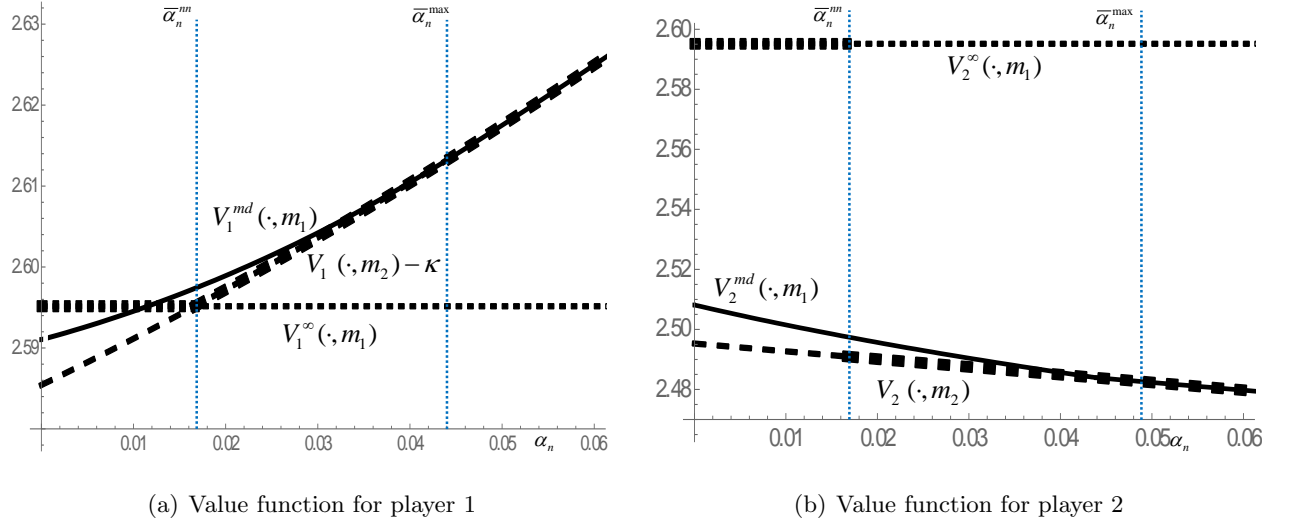 2.63
2.62
2.61
2.60
2.59
0.01
0.02
0.03
0.04
0.05
0.06
α_n
ᾱ_n^{nn}
ᾱ_n^{max}
V_1^{md}(·,m_1)
V_1 (·,m_2)−κ
V_1^∞(·,m_1)
(a) Value function for player 1
2.60
2.58
2.56
2.54
2.52
2.50
2.48
0.01
0.02
0.03
0.04
0.05
0.06
α_n
ᾱ_n^{nn}
ᾱ_n^{max}
V_2^∞(·,m_1)
V_2^{md}(·,m_1)
V_2 (·,m_2)
(b) Value function for player 2